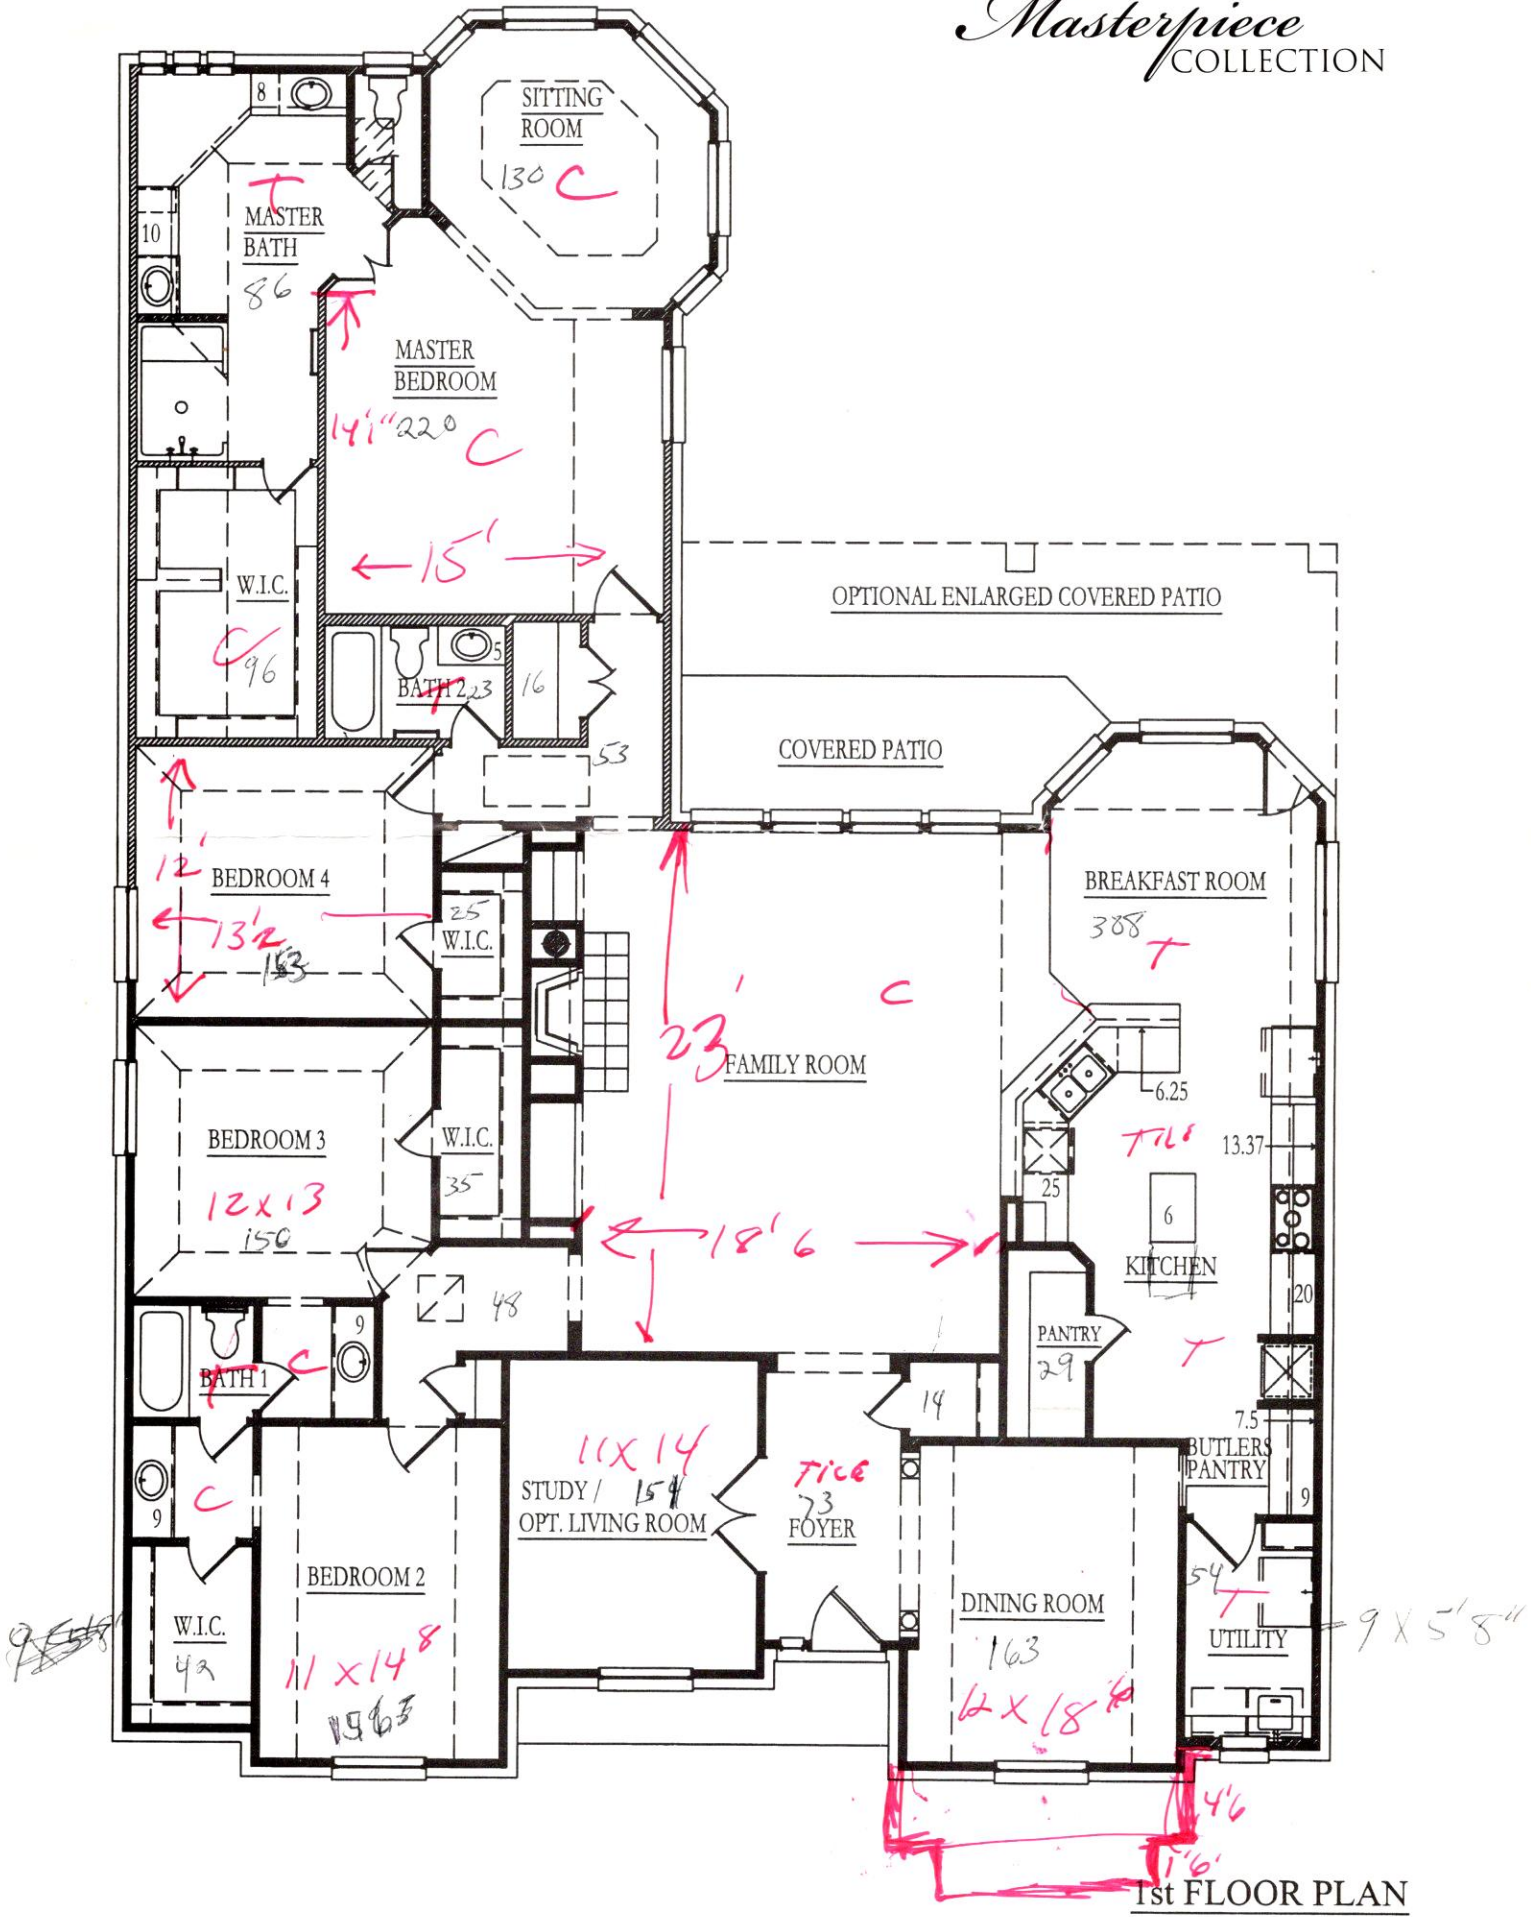 Masterpiece
COLLECTION
SITTING
ROOM
130 C
8
T
MASTER
BATH
86
10
MASTER
BEDROOM
14'1" 220
C
15'
W.I.C.
C
96
5
BATH 2 23
T
16
53
OPTIONAL ENLARGED COVERED PATIO
COVERED PATIO
12'
BEDROOM 4
13'2
153
25
W.I.C.
BREAKFAST ROOM
388
T
C
23'
FAMILY ROOM
6.25
BEDROOM 3
12 X 13
150
W.I.C.
35
TILE
13.37
25
6
18'6
KITCHEN
20
48
9
BATH 1
T
C
PANTRY
29
T
14
7.5
BUTLERS
PANTRY
9
11 X 14
STUDY / 154
OPT. LIVING ROOM
TILE
73
FOYER
C
9
BEDROOM 2
W.I.C.
42
11 X 14 8
DINING ROOM
163
12 X 18
54
T
UTILITY
= 9 X 5'8"
4'6
1'6'
1st FLOOR PLAN